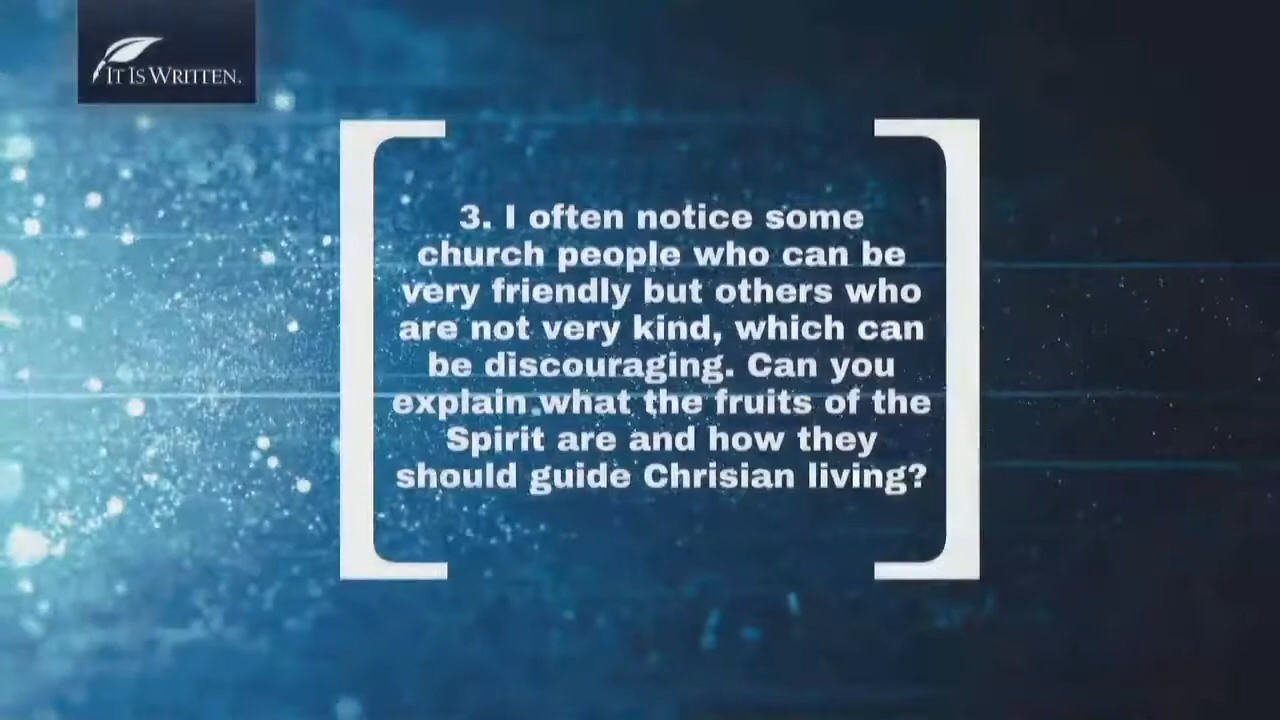 IT IS WRITTEN.
3. I often notice some
church people who can be
very friendly but others who
are not very kind, which can
be discouraging. Can you
explain what the fruits of the
Spirit are and how they
should guide Chrisian living?